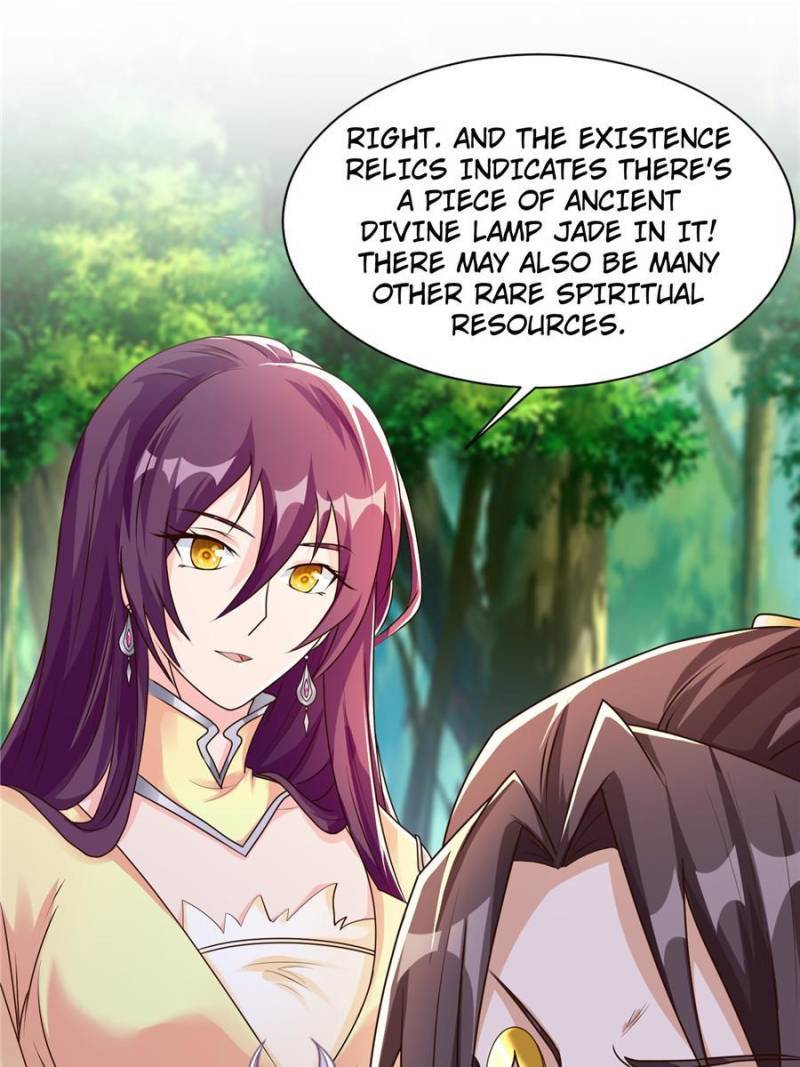 RIGHT. AND THE EXISTENCE
RELICS INDICATES THERE'S
A PIECE OF ANCIENT
DIVINE LAMP JADE IN IT!
THERE MAY ALSO BE MANY
OTHER RARE SPIRITUAL
RESOURCES.